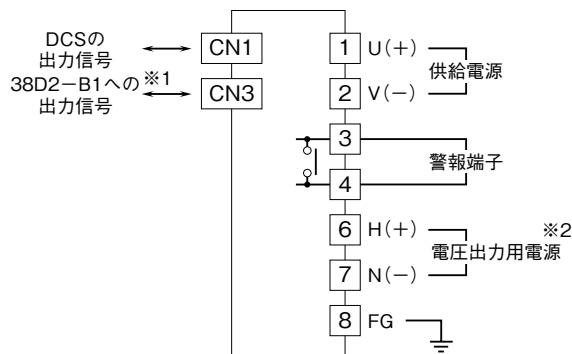 DCSの
出力信号
CN1
38D2−B1への ※1
出力信号
CN3
1 U(+)
供給電源
2 V(−)
3
警報端子
4
6 H(+)
※2
電圧出力用電源
7 N(−)
8 FG